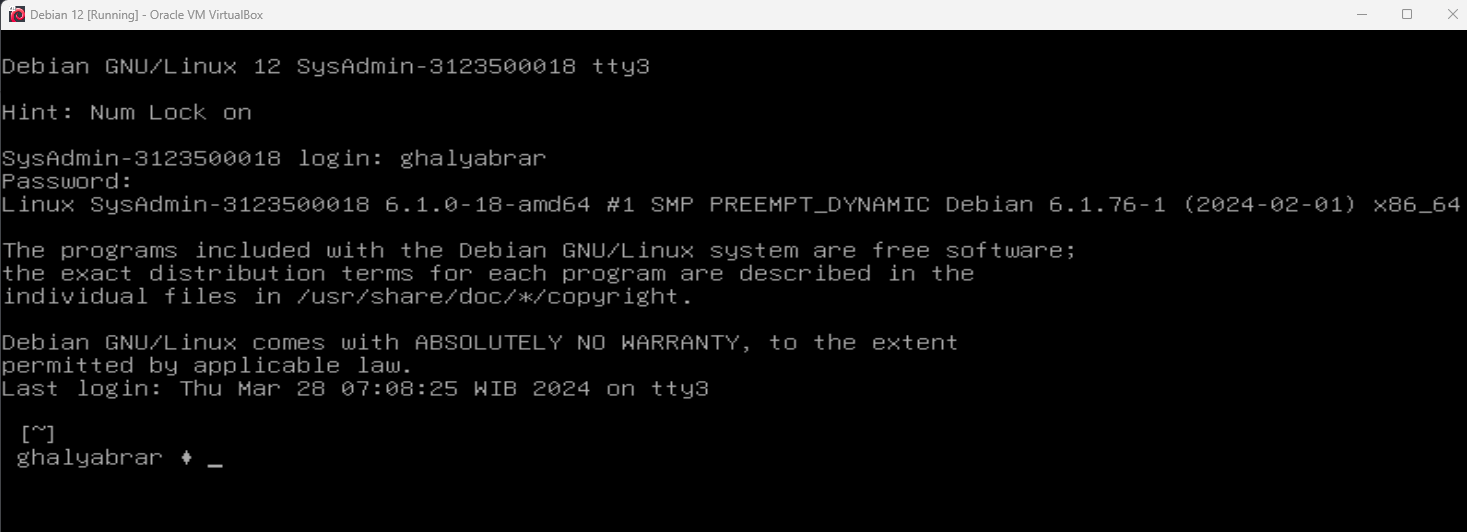 Debian 12 [Running] - Oracle VM VirtualBox
Debian GNU/Linux 12 SysAdmin-3123500018 tty3
Hint: Num Lock on
SysAdmin-3123500018 login: ghalyabrar
Password:
Linux SysAdmin-3123500018 6.1.0-18-amd64 #1 SMP PREEMPT_DYNAMIC Debian 6.1.76-1 (2024-02-01) x86_64
The programs included with the Debian GNU/Linux system are free software;
the exact distribution terms for each program are described in the
individual files in /usr/share/doc/*/copyright.
Debian GNU/Linux comes with ABSOLUTELY NO WARRANTY, to the extent
permitted by applicable law.
Last login: Thu Mar 28 07:08:25 WIB 2024 on tty3
[~]
ghalyabrar ♦ _